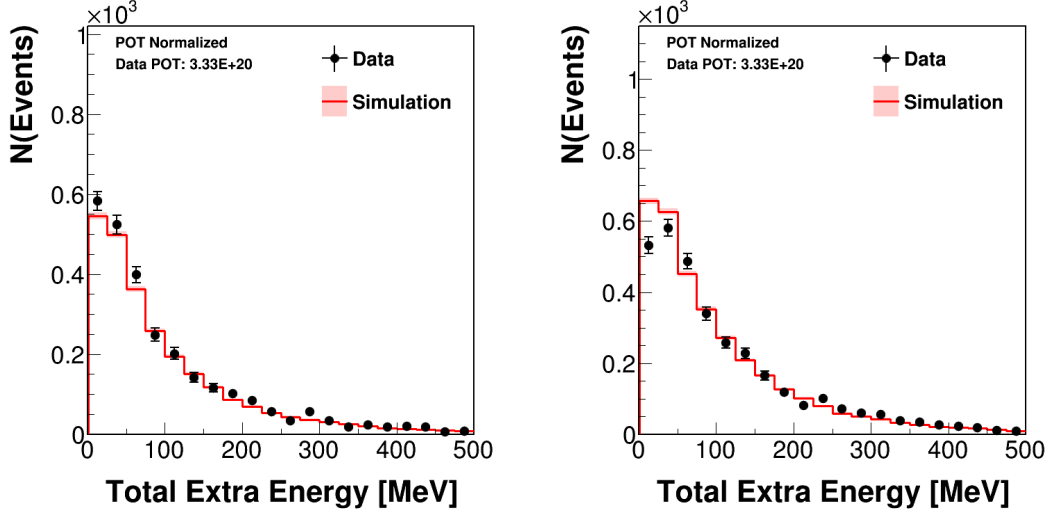 ×10³
N(Events)
POT Normalized
Data POT: 3.33E+20
Data
Simulation
1
0.8
0.6
0.4
0.2
0
0 100 200 300 400 500
Total Extra Energy [MeV]
×10³
N(Events)
POT Normalized
Data POT: 3.33E+20
Data
Simulation
1
0.8
0.6
0.4
0.2
0
0 100 200 300 400 500
Total Extra Energy [MeV]